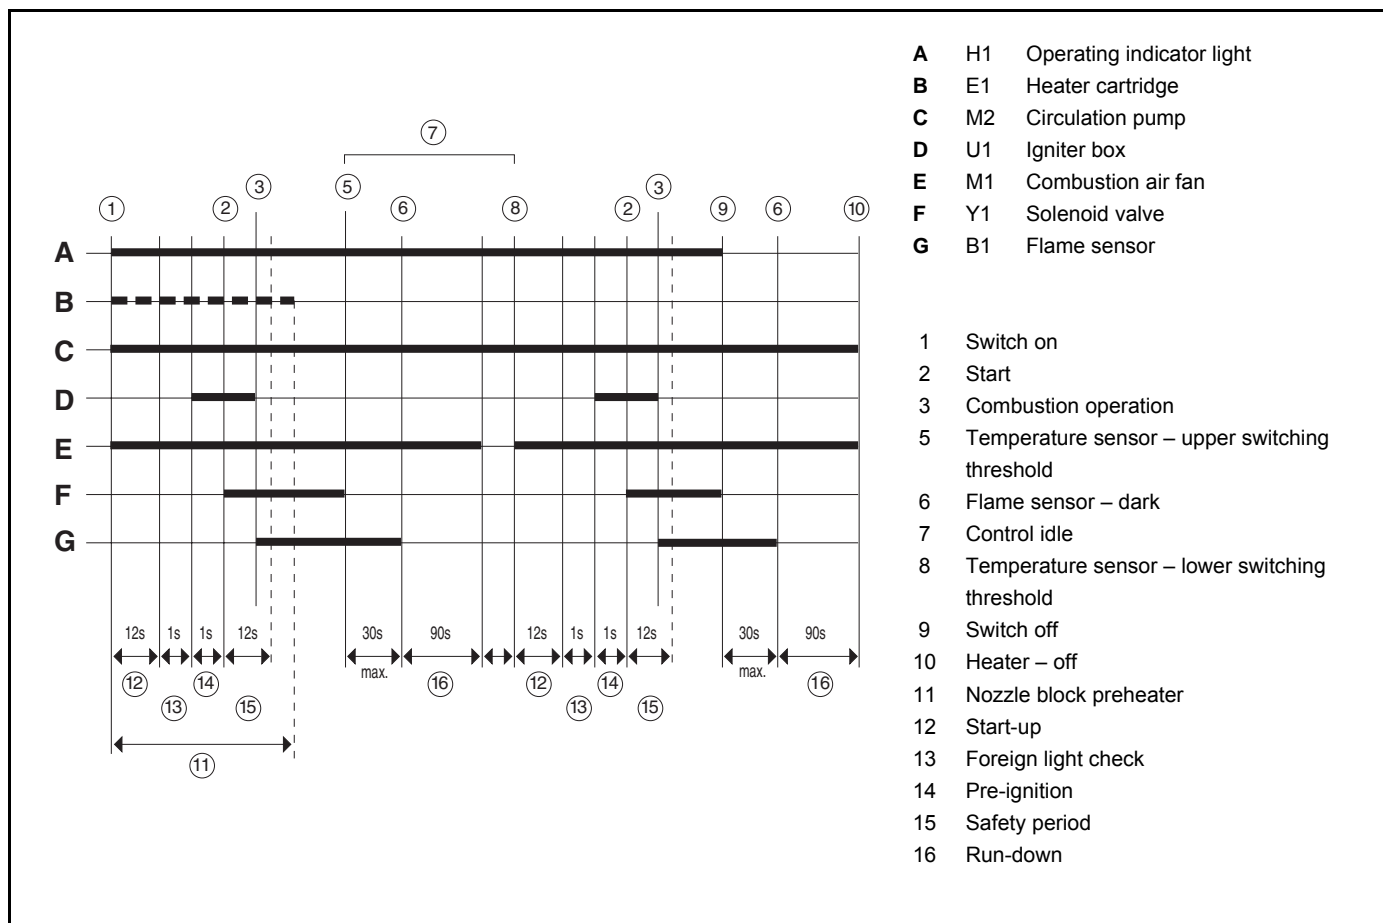 A H1 Operating indicator light
B E1 Heater cartridge
C M2 Circulation pump
D U1 Igniter box
E M1 Combustion air fan
F Y1 Solenoid valve
G B1 Flame sensor
7
3 5 3
1 2 6 8 2 9 6 10
A
B
C
D
E
F
G
12s 1s 1s 12s 30s 90s 12s 1s 1s 12s 30s 90s
max. max.
12 14 16 12 14 16
13 15 13 15
11
1 Switch on
2 Start
3 Combustion operation
5 Temperature sensor – upper switching
threshold
6 Flame sensor – dark
7 Control idle
8 Temperature sensor – lower switching
threshold
9 Switch off
10 Heater – off
11 Nozzle block preheater
12 Start-up
13 Foreign light check
14 Pre-ignition
15 Safety period
16 Run-down